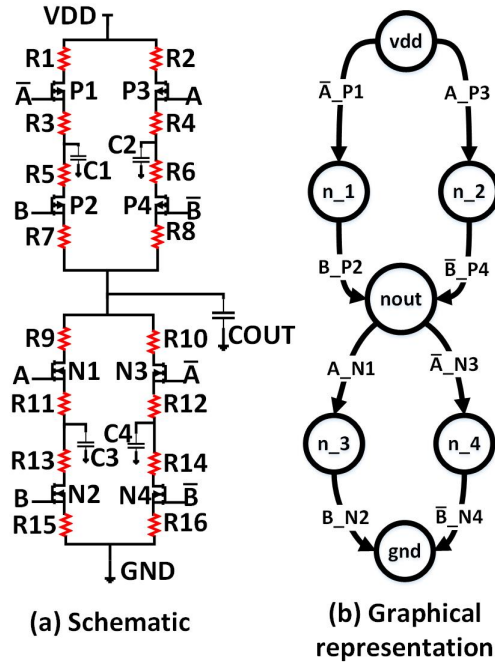 VDD
R1 R2
A̅ P1 P3 A
R3 R4
C1 C2
R5 R6
B P2 P4 B̅
R7 R8
COUT
R9 R10
A N1 N3 A̅
R11 R12
C3 C4
R13 R14
B N2 N4 B̅
R15 R16
GND
(a) Schematic
vdd
A̅_P1 A_P3
n_1 n_2
B_P2 B̅_P4
nout
A_N1 A̅_N3
n_3 n_4
B_N2 B̅_N4
gnd
(b) Graphical
representation